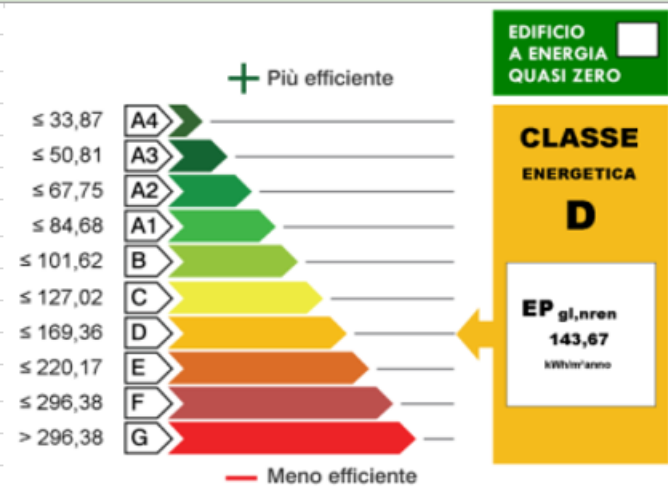 EDIFICIO
A ENERGIA
QUASI ZERO
+ Più efficiente
≤ 33,87 A4
≤ 50,81 A3
≤ 67,75 A2
≤ 84,68 A1
≤ 101,62 B
≤ 127,02 C
≤ 169,36 D
≤ 220,17 E
≤ 296,38 F
> 296,38 G
— Meno efficiente
CLASSE
ENERGETICA
D
EP gl,nren
143,67
kWh/m²anno